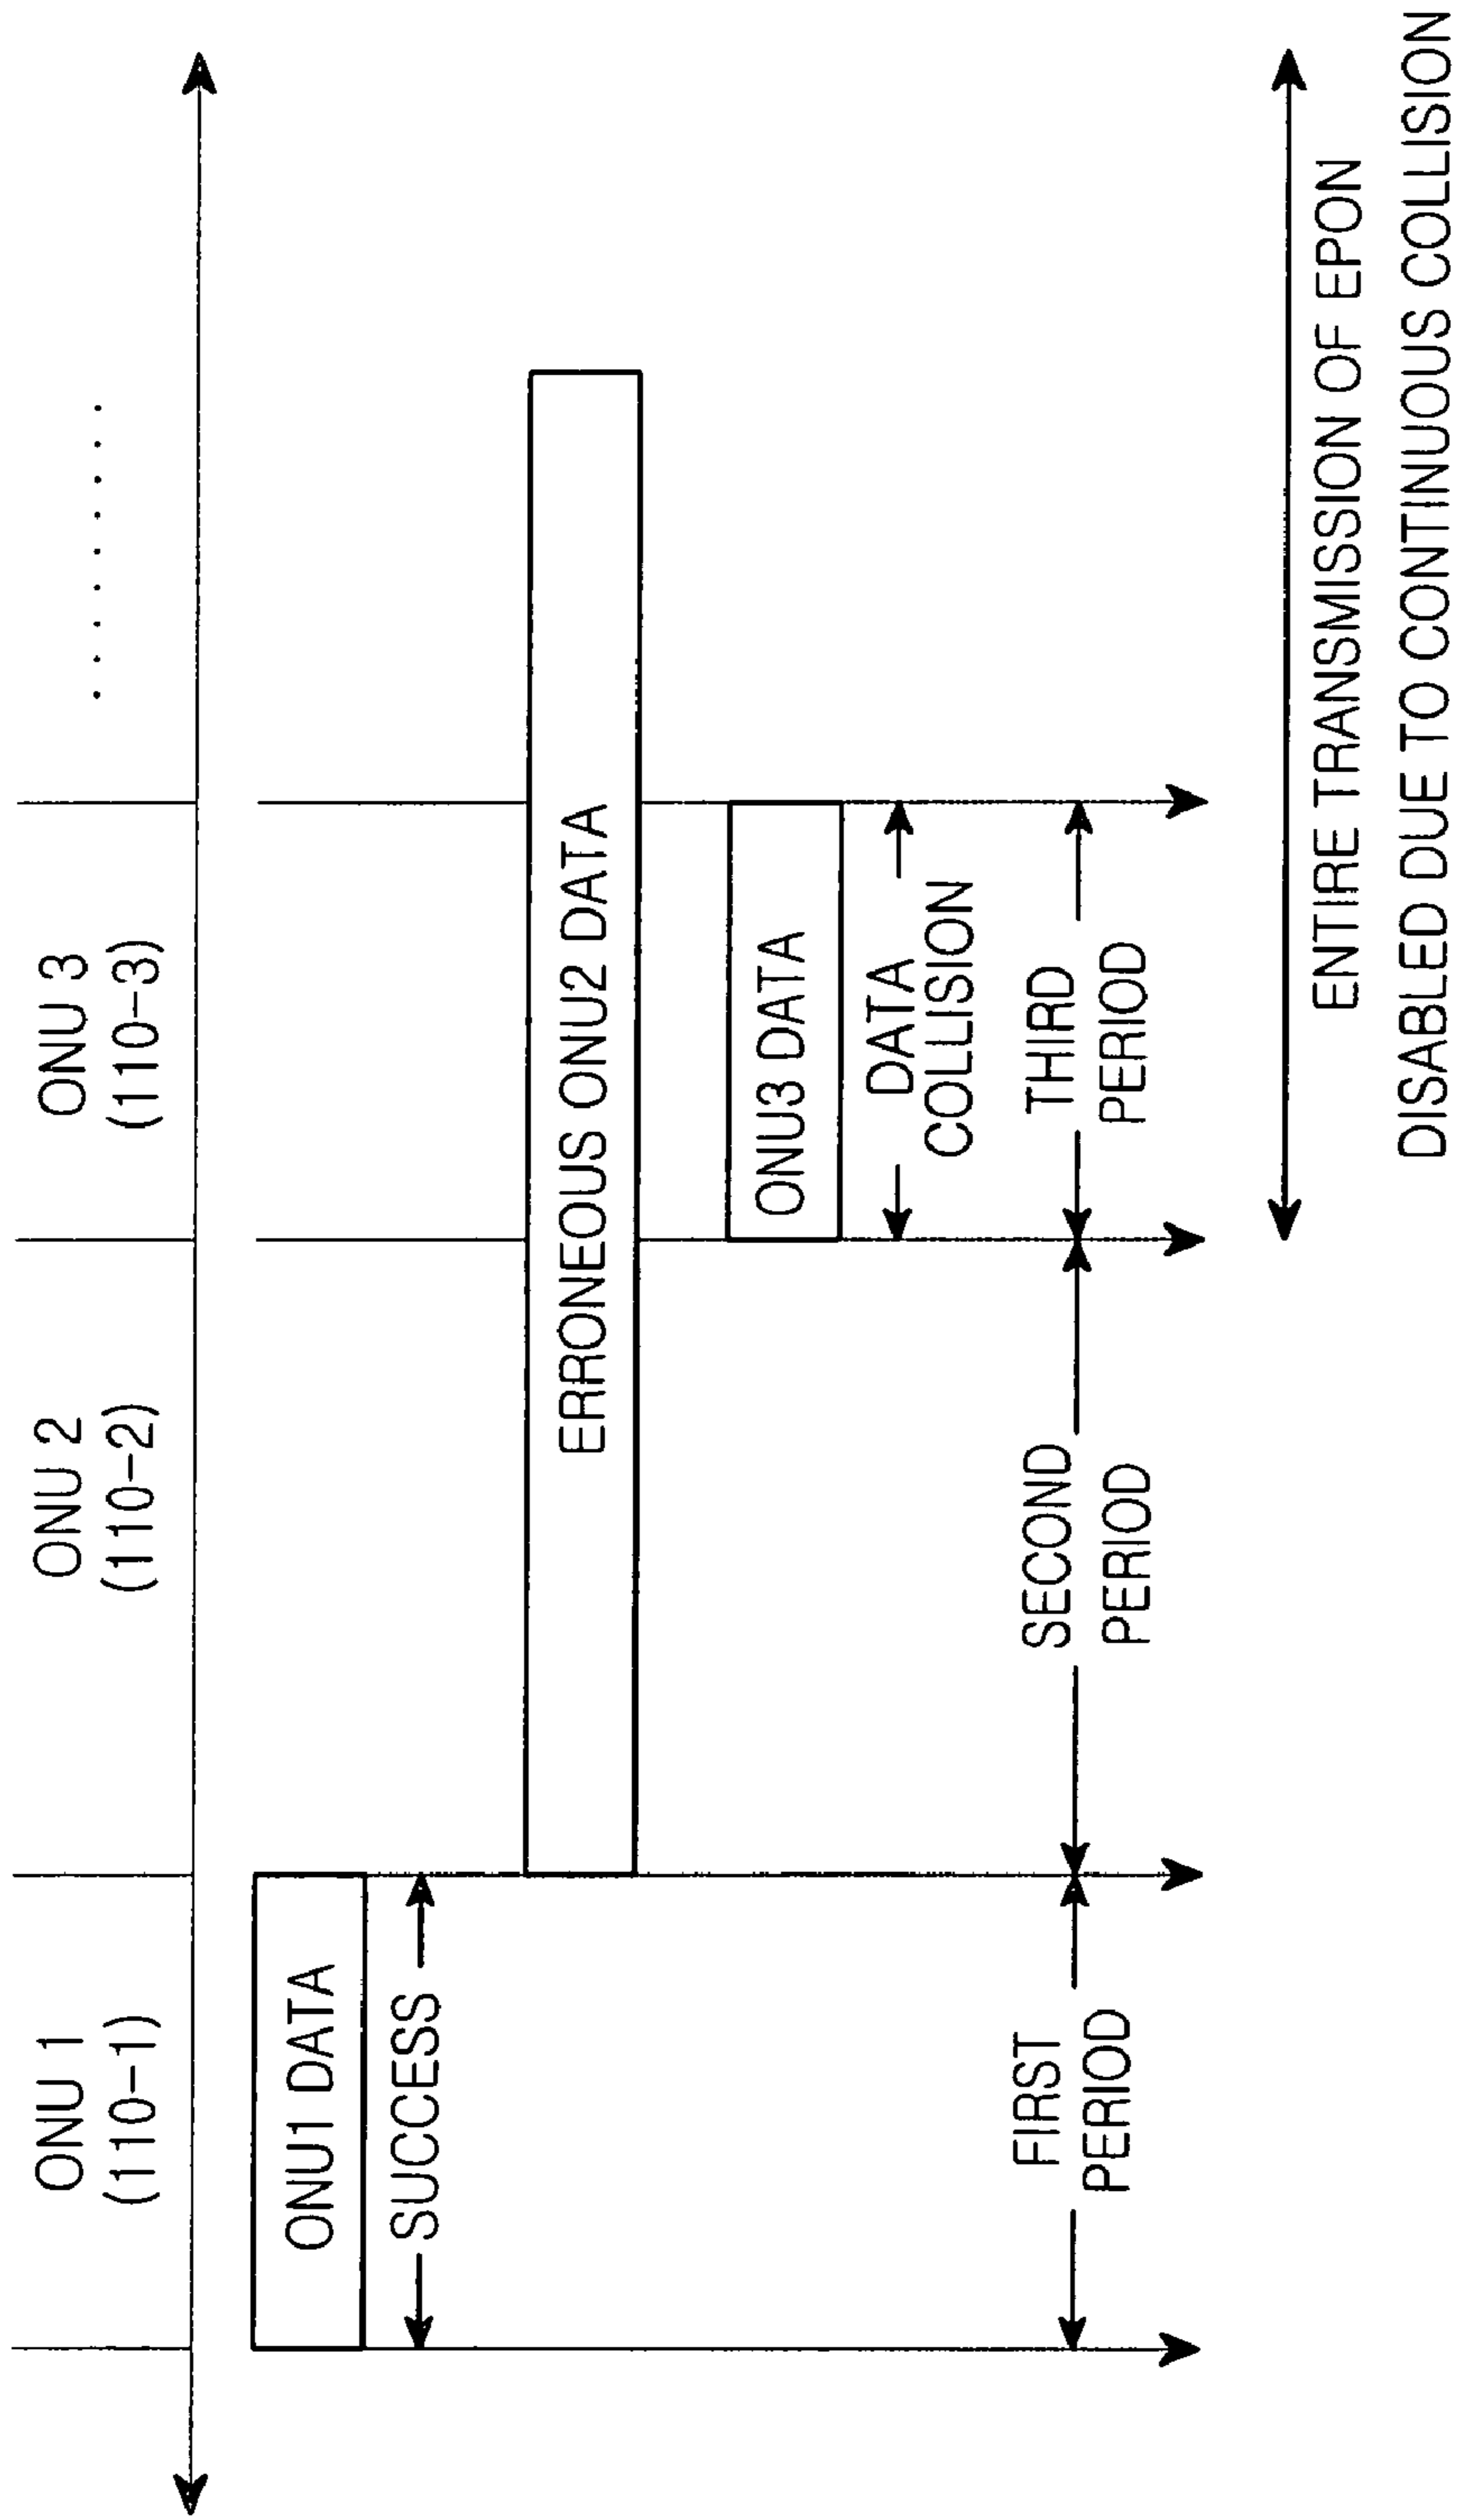 ONU 1
(110-1)
ONU 2
(110-2)
ONU 3
(110-3)
.........
ONU1 DATA
SUCCESS
ERRONEOUS ONU2 DATA
ONU3 DATA
DATA
COLLISION
FIRST
PERIOD
SECOND
PERIOD
THIRD
PERIOD
ENTIRE TRANSMISSION OF EPON
DISABLED DUE TO CONTINUOUS COLLISION